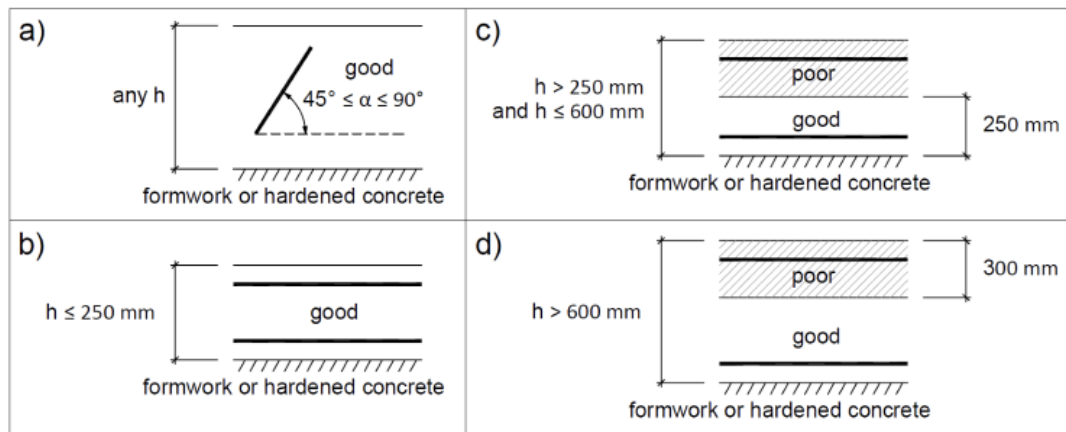 a)
any h
good
45° ≤ α ≤ 90°
formwork or hardened concrete
b)
h ≤ 250 mm
good
formwork or hardened concrete
c)
h > 250 mm
and h ≤ 600 mm
poor
good
250 mm
formwork or hardened concrete
d)
h > 600 mm
poor
300 mm
good
formwork or hardened concrete